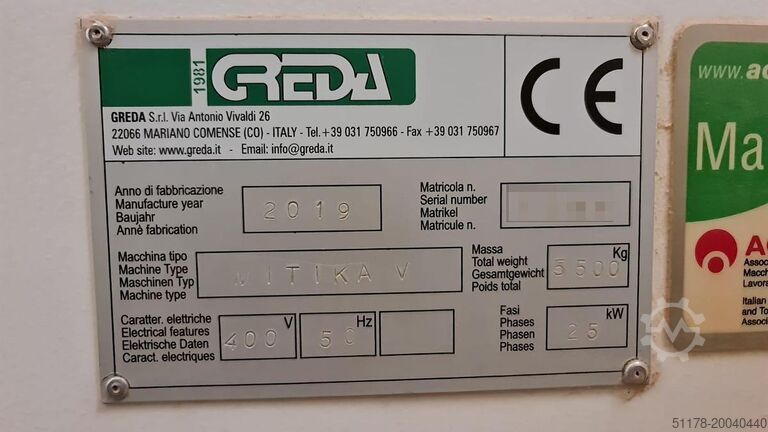 1981 GREDA
GREDA S.r.l. Via Antonio Vivaldi 26
22066 MARIANO COMENSE (CO) - ITALY - Tel.+39 031 750966 - Fax +39 031 750967
Web site: www.greda.it - Email: info@greda.it
CE
Anno di fabbricazione
Manufacture year
Baujahr
Annè fabrication
2019
Matricola n.
Serial number
Matrikel
Matricule n.
Macchina tipo
Machine Type
Maschinen Typ
Machine type
MITIKA V
Massa
Total weight
Gesamtgewicht
Poids total
5500 Kg
Caratter. elettriche
Electrical features
Elektrische Daten
Caract. electriques
400 V
50 Hz
Fasi
Phases
Phasen
Phases
25 kW
www.
Ma
Italian
51178-20040440